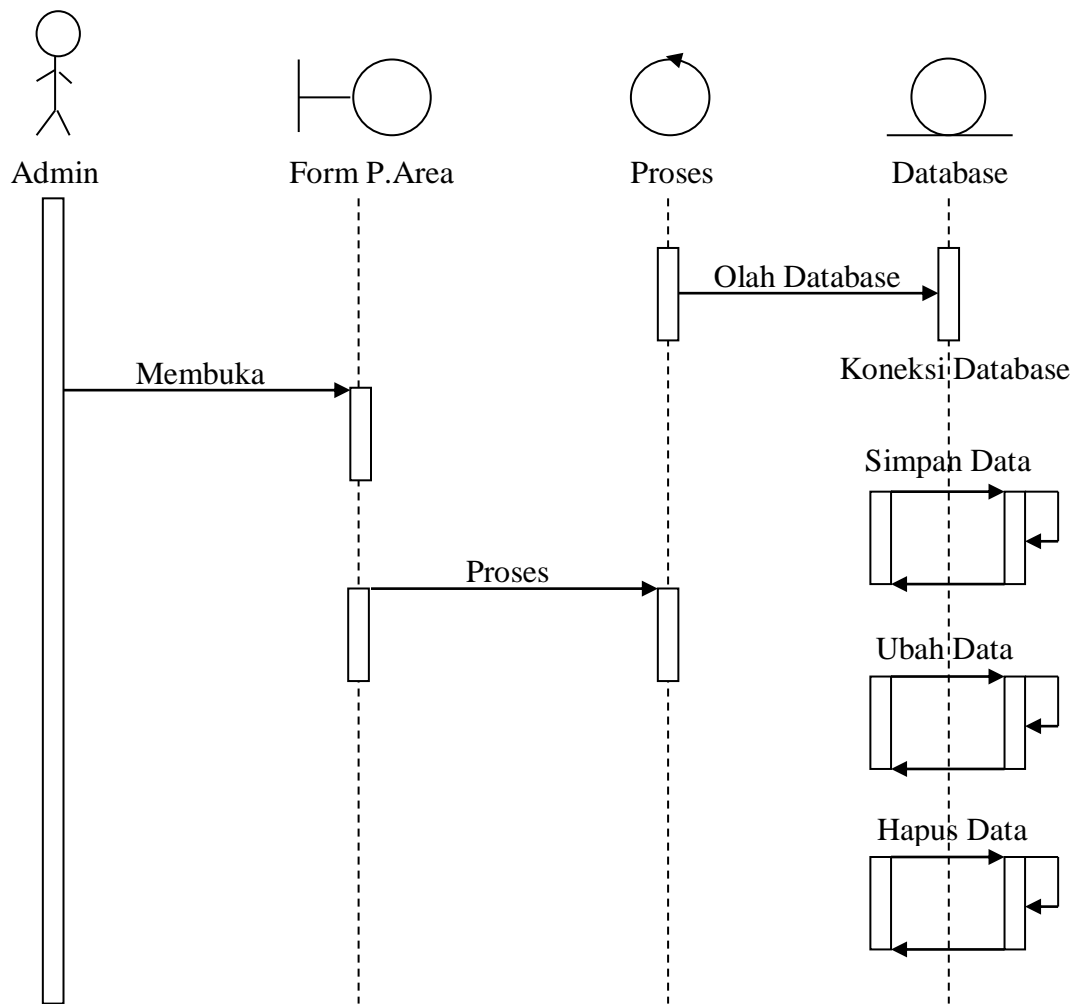 Admin
Form P.Area
Proses
Database
Olah Database
Koneksi Database
Membuka
Simpan Data
Proses
Ubah Data
Hapus Data